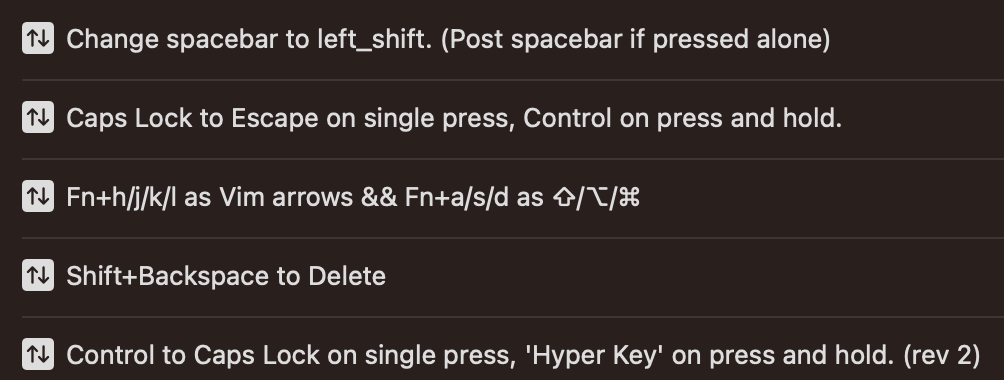 Change spacebar to left_shift. (Post spacebar if pressed alone)
Caps Lock to Escape on single press, Control on press and hold.
Fn+h/j/k/l as Vim arrows && Fn+a/s/d as ⇧/⌥/⌘
Shift+Backspace to Delete
Control to Caps Lock on single press, 'Hyper Key' on press and hold. (rev 2)